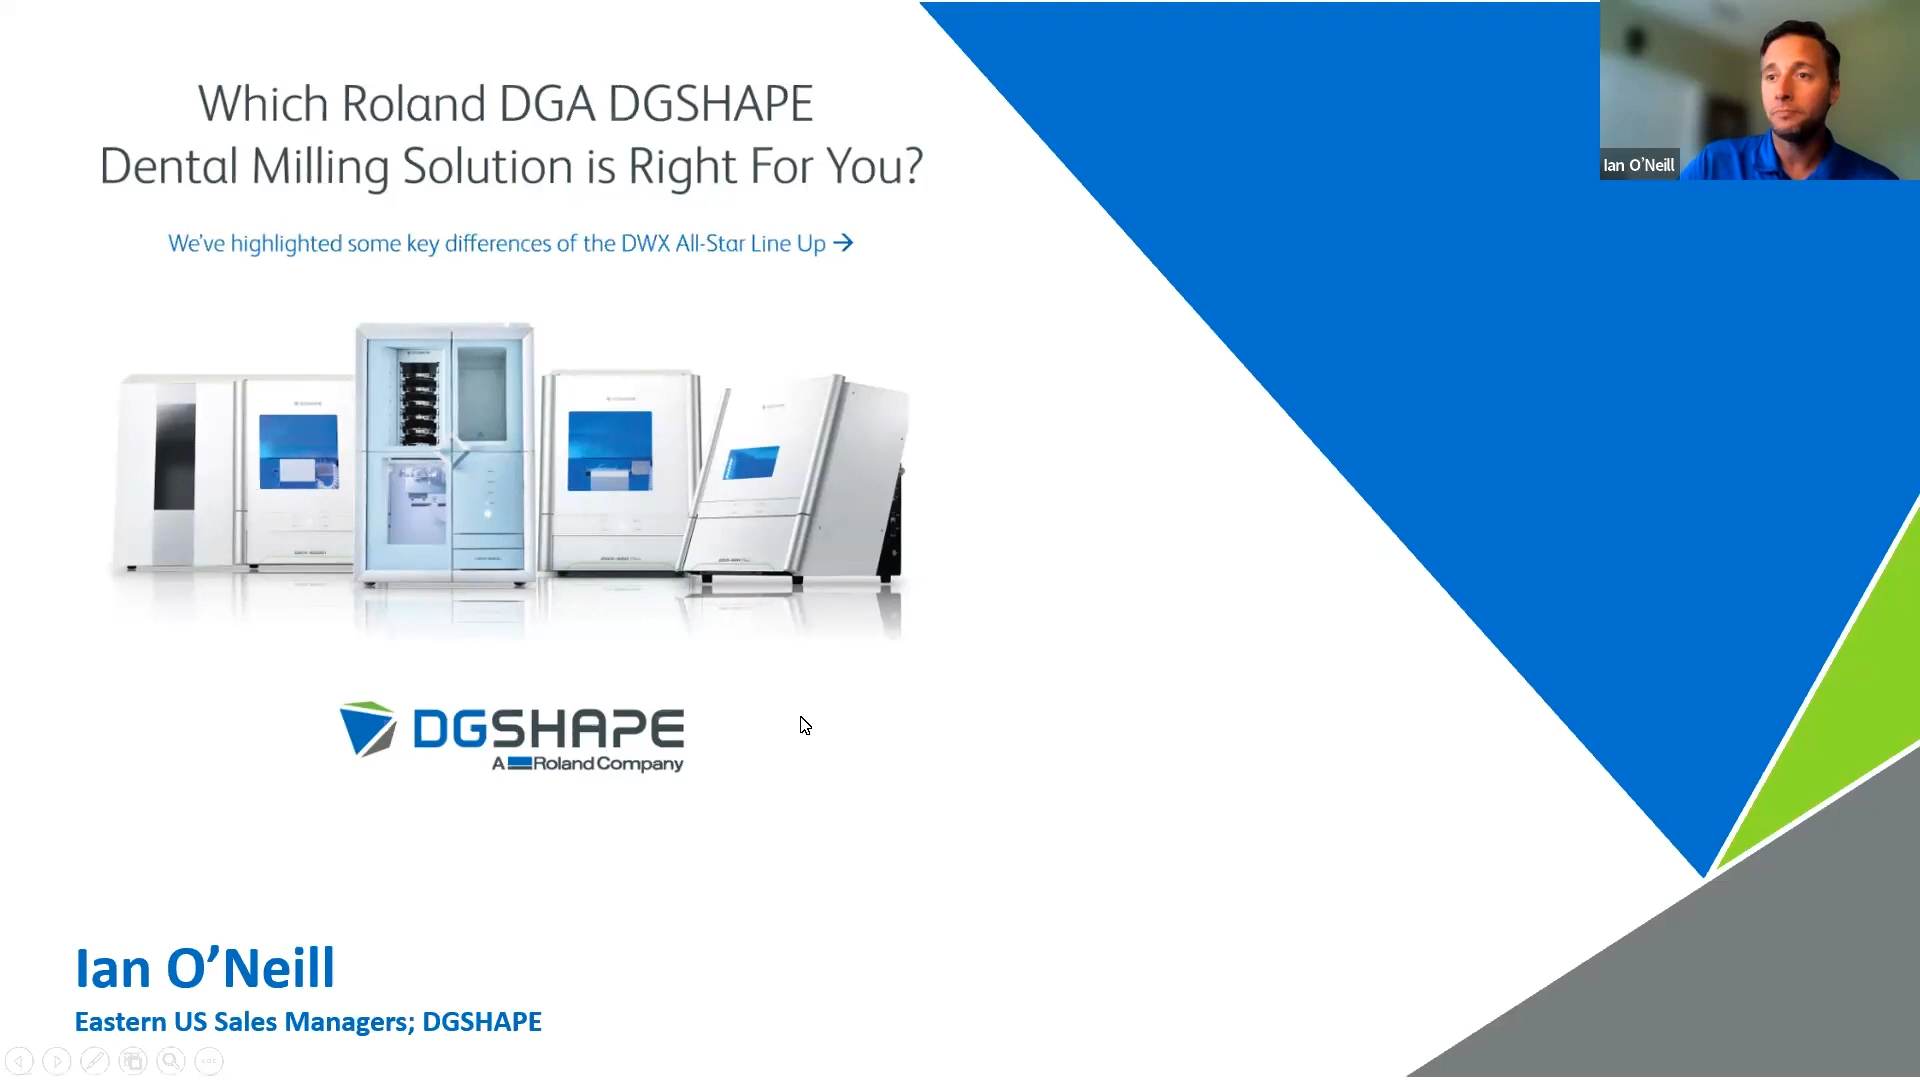 Which Roland DGA DGSHAPE
Dental Milling Solution is Right For You?
We've highlighted some key differences of the DWX All-Star Line Up →
Ian O'Neill
DGSHAPE
A Roland Company
Ian O'Neill
Eastern US Sales Managers; DGSHAPE